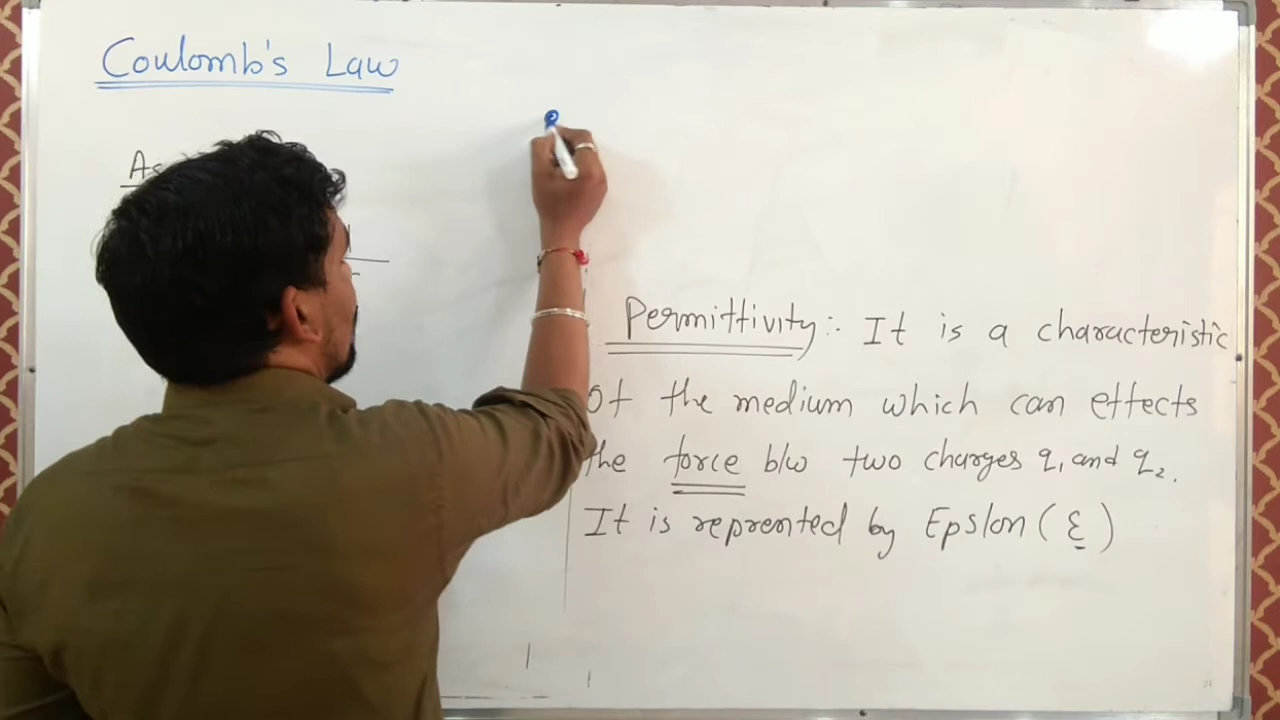 Coulomb's Law
As
Permittivity:- It is a characteristic
of the medium which can effects
the force b/w two charges q₁ and q₂.
It is reprented by Epslon ( ε )